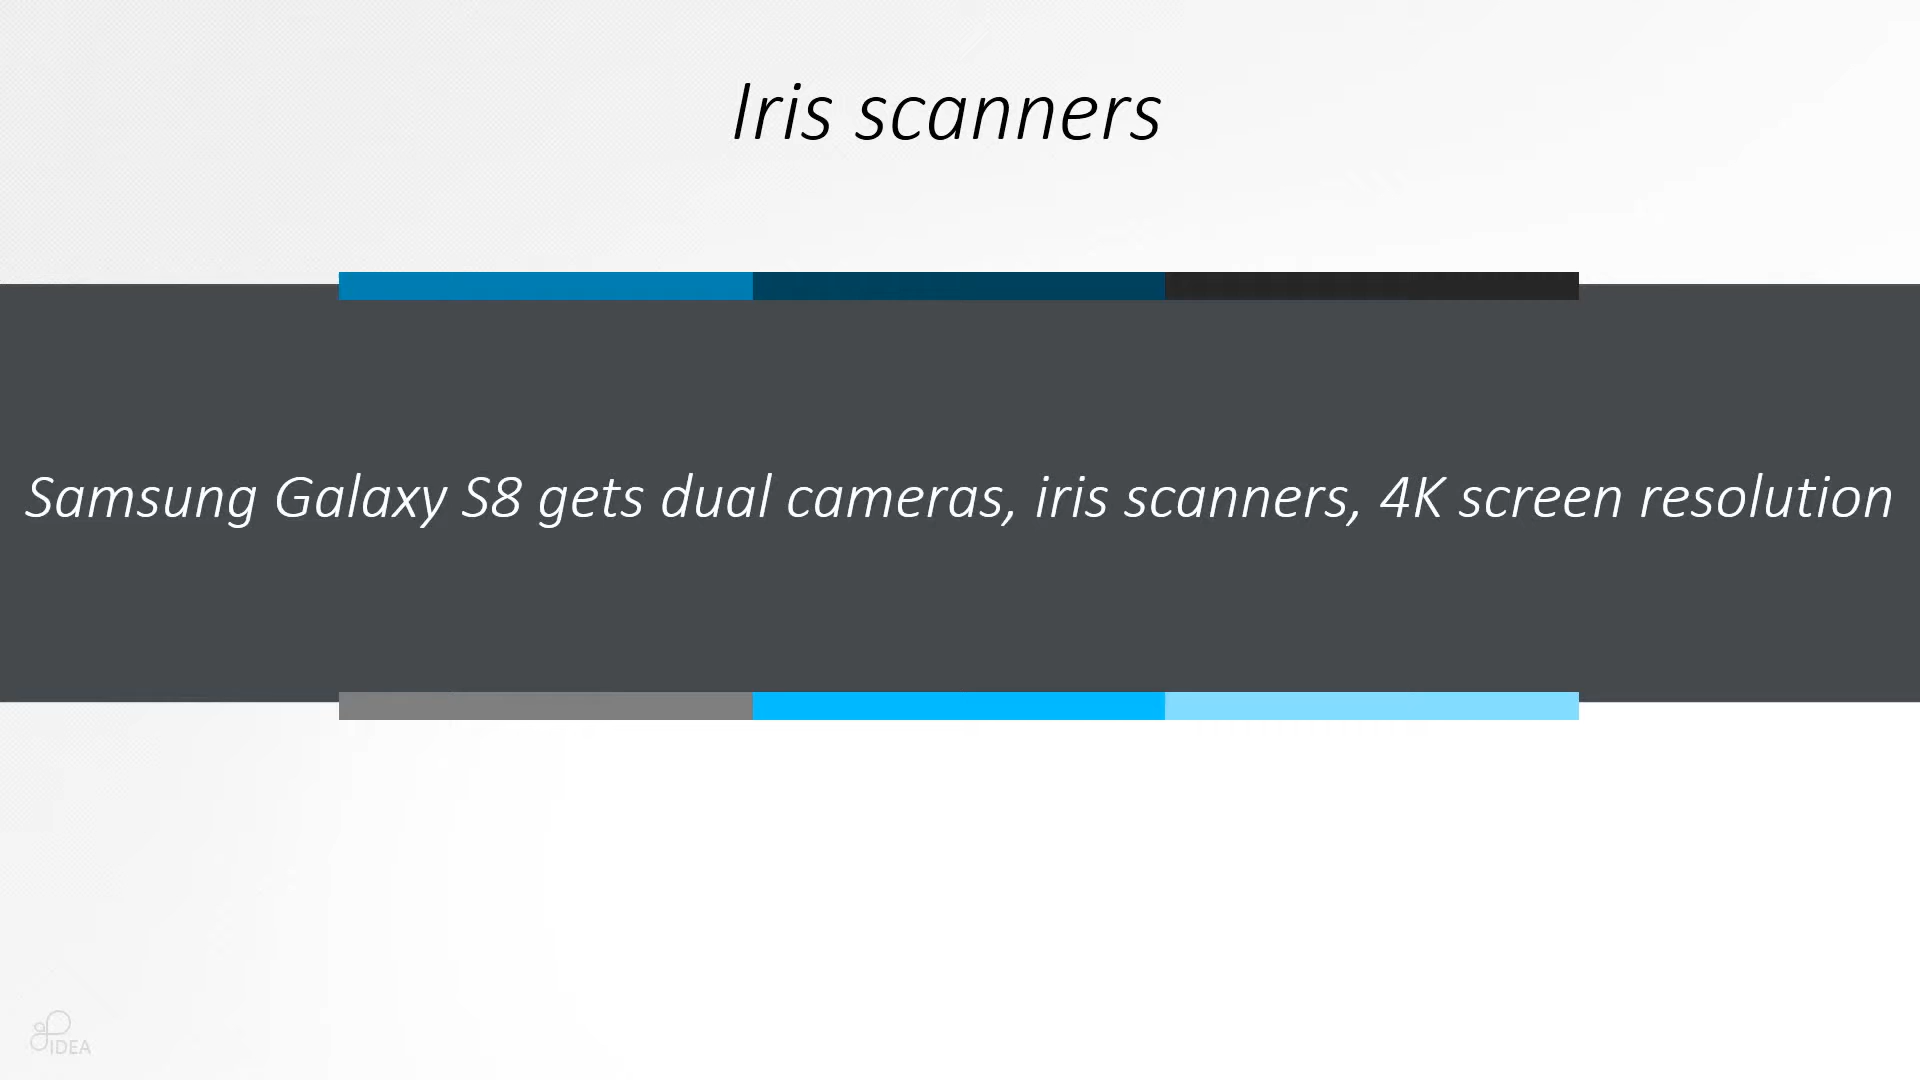 Iris scanners
Samsung Galaxy S8 gets dual cameras, iris scanners, 4K screen resolution
IDEA